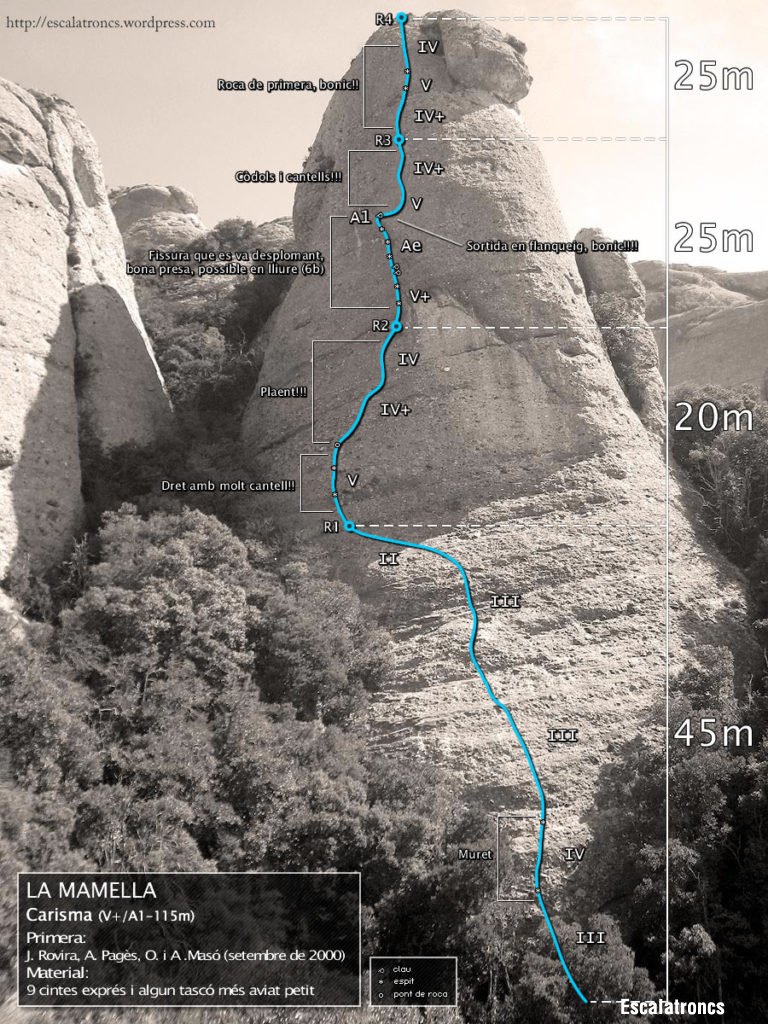 http://escalatroncs.wordpress.com
R4
IV
25m
Roca de primera, bonic!!
V
IV+
R3
IV+
Còdols i cantells!!!
V
A1
25m
Ae
Sortida en flanqueig, bonic!!!!
Fissura que es va desplomant,
bona presa, possible en lliure (6b)
V+
R2
IV
Plaent!!!
IV+
20m
V
Dret amb molt cantell!!
R1
II
III
III
45m
Muret
IV
III
LA MAMELLA
Carisma (V+/A1-115m)
Primera:
J. Rovira, A. Pagès, O. i A .Masó (setembre de 2000)
Material:
9 cintes exprés i algun tascó més aviat petit
clau
espit
pont de roca
Escalatroncs